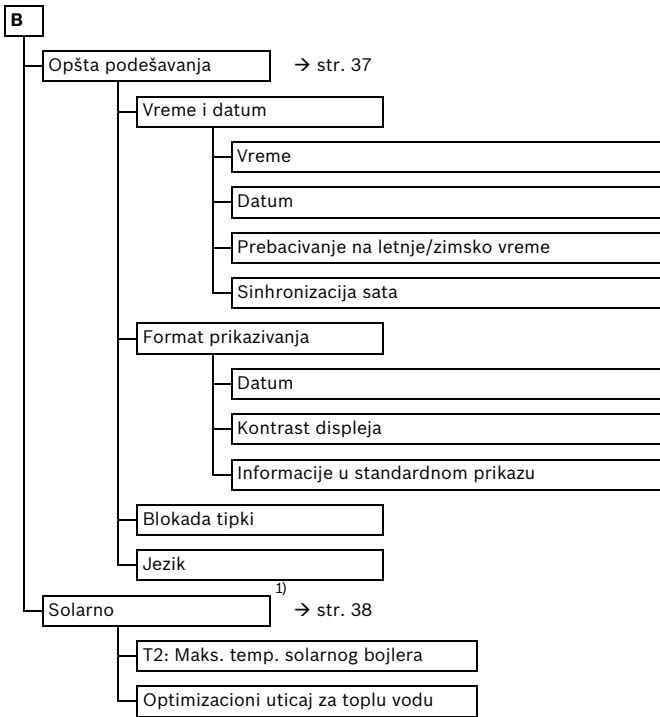 B
Opšta podešavanja → str. 37
Vreme i datum
Vreme
Datum
Prebacivanje na letnje/zimsko vreme
Sinhronizacija sata
Format prikazivanja
Datum
Kontrast displeja
Informacije u standardnom prikazu
Blokada tipki
Jezik
Solarno 1) → str. 38
T2: Maks. temp. solarnog bojlera
Optimizacioni uticaj za toplu vodu